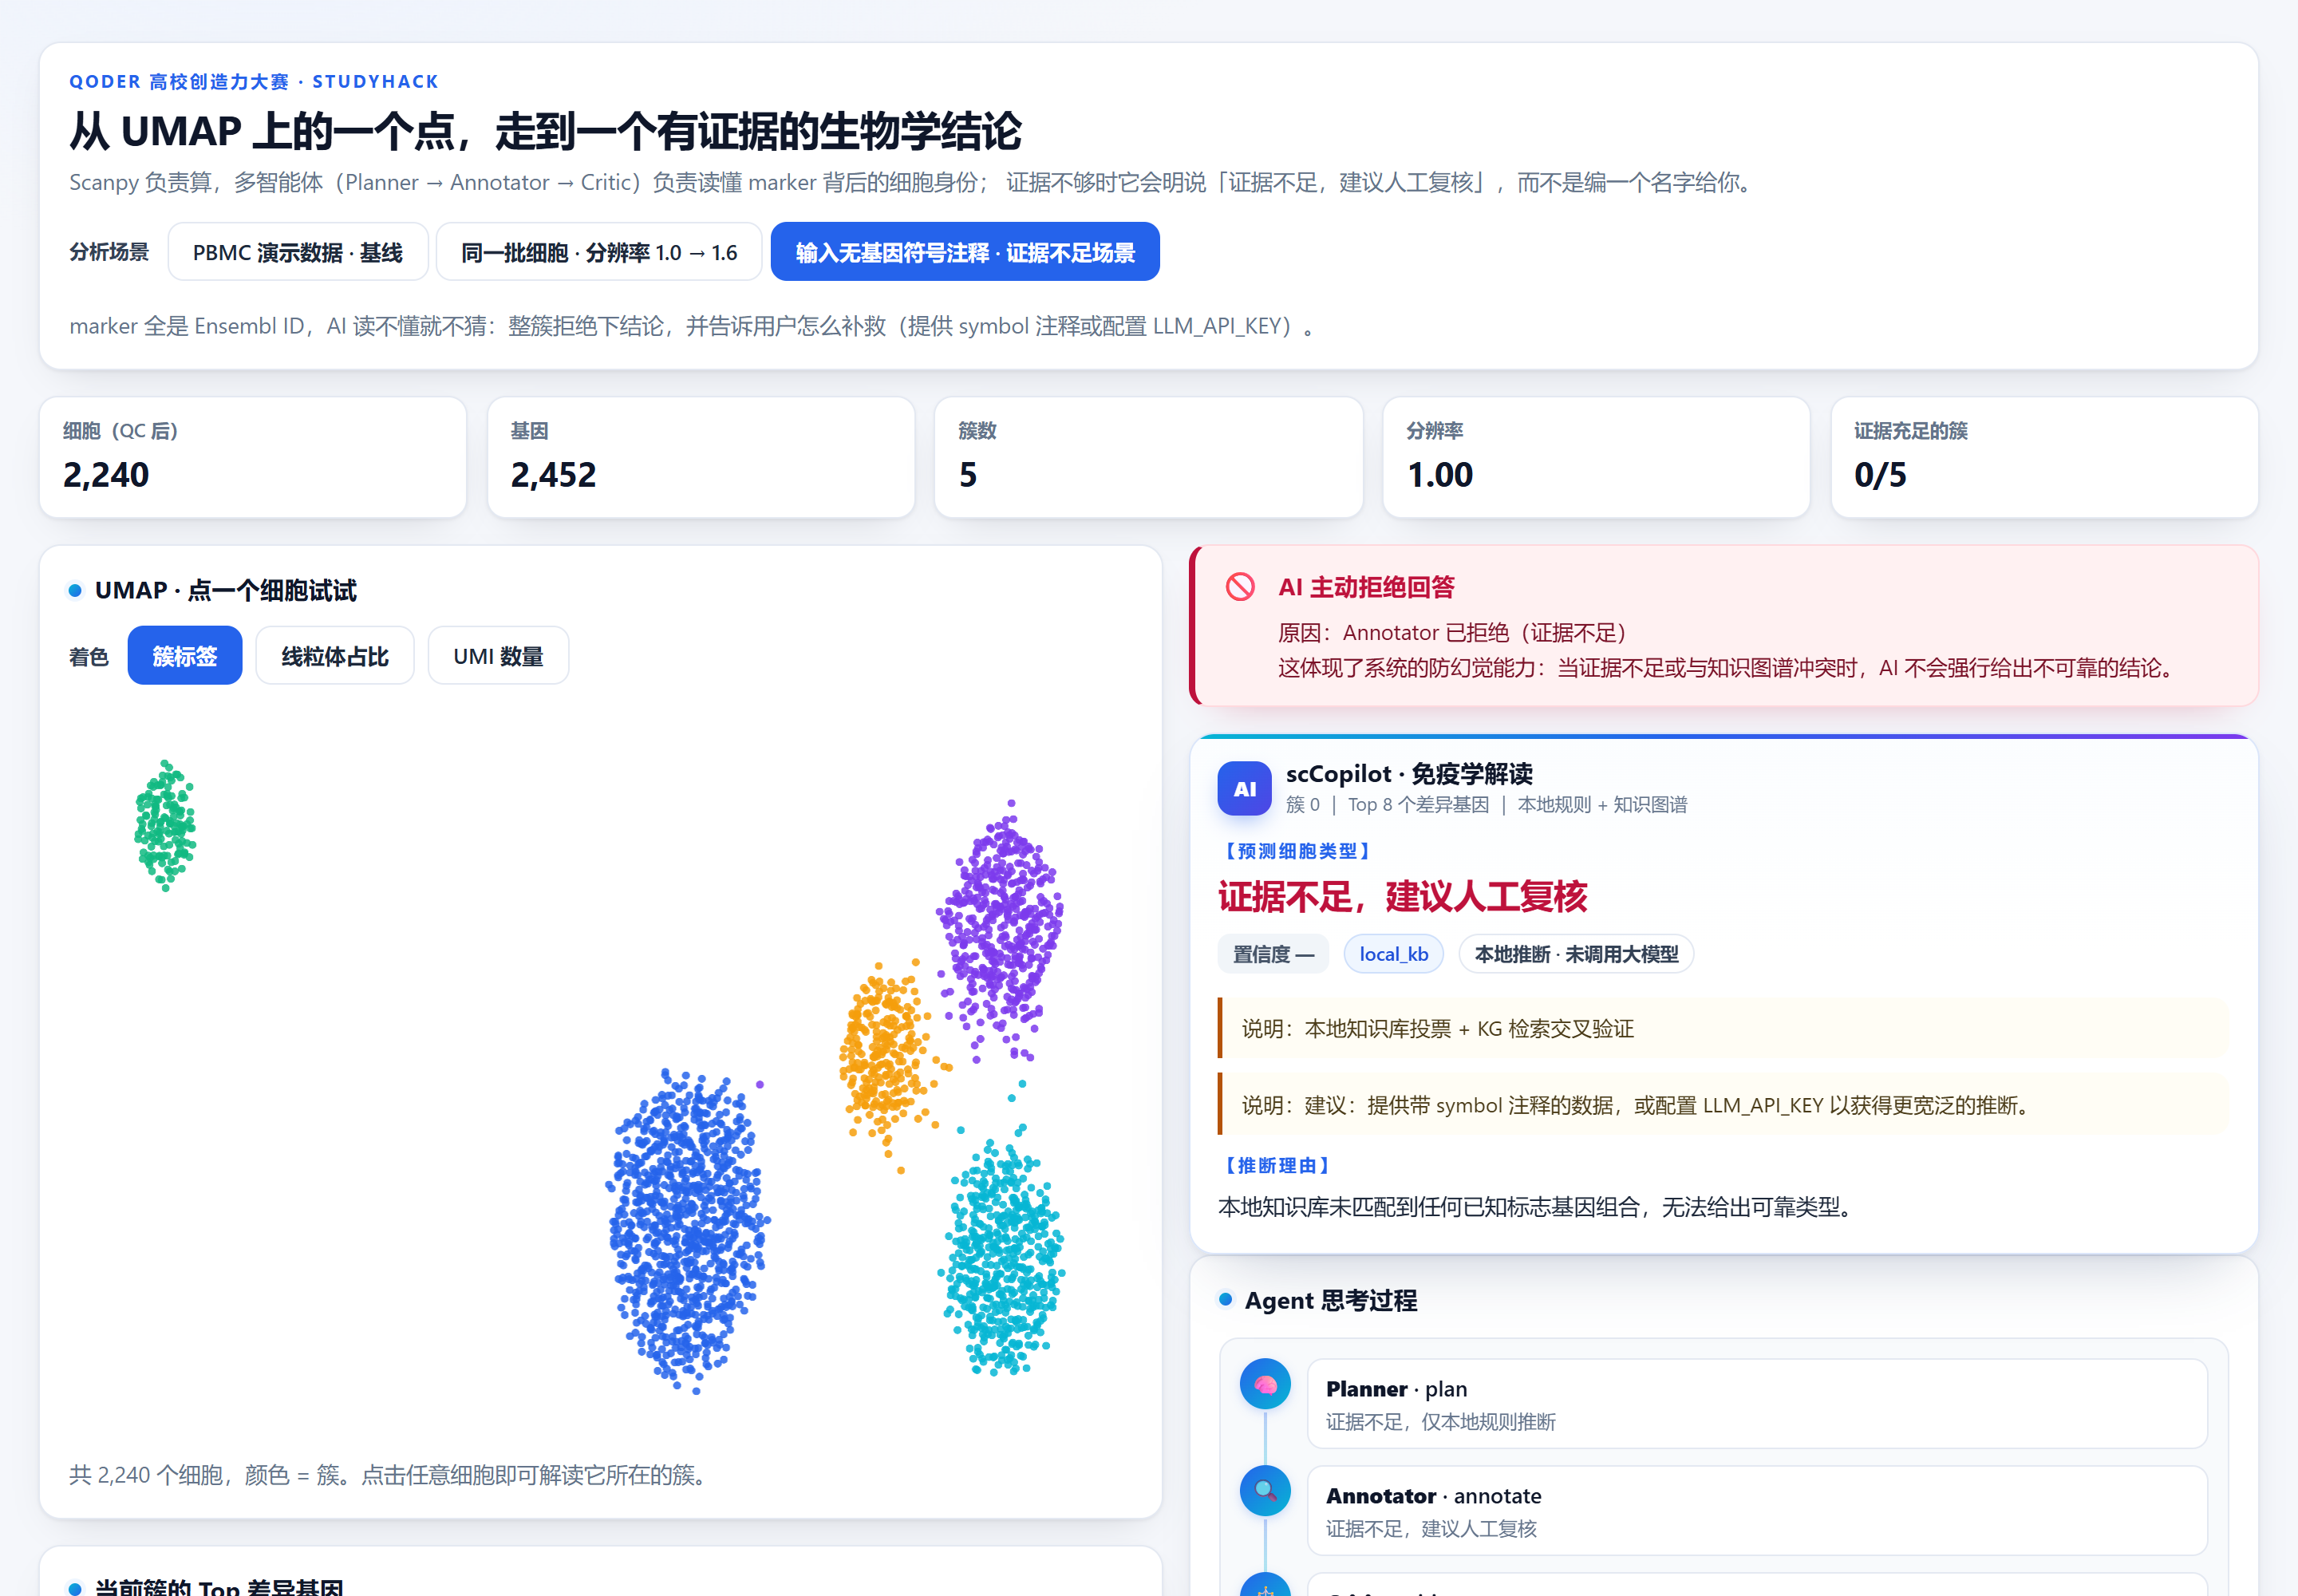 QODER 高校创造力大赛 · STUDYHACK
从 UMAP 上的一个点，走到一个有证据的生物学结论
Scanpy 负责算，多智能体（Planner → Annotator → Critic）负责读懂 marker 背后的细胞身份； 证据不够时它会明说「证据不足，建议人工复核」，而不是编一个名字给你。
分析场景
PBMC 演示数据 · 基线
同一批细胞 · 分辨率 1.0 → 1.6
输入无基因符号注释 · 证据不足场景
marker 全是 Ensembl ID，AI 读不懂就不猜：整簇拒绝下结论，并告诉用户怎么补救（提供 symbol 注释或配置 LLM_API_KEY）。
细胞（QC 后）
2,240
基因
2,452
簇数
5
分辨率
1.00
证据充足的簇
0/5
UMAP · 点一个细胞试试
着色
簇标签
线粒体占比
UMI 数量
共 2,240 个细胞，颜色 = 簇。点击任意细胞即可解读它所在的簇。
当前簇的 Top 差异基因
AI 主动拒绝回答
原因：Annotator 已拒绝（证据不足）
这体现了系统的防幻觉能力：当证据不足或与知识图谱冲突时，AI 不会强行给出不可靠的结论。
AI
scCopilot · 免疫学解读
簇 0 | Top 8 个差异基因 | 本地规则 + 知识图谱
【预测细胞类型】
证据不足，建议人工复核
置信度 —
local_kb
本地推断 · 未调用大模型
说明：本地知识库投票 + KG 检索交叉验证
说明：建议：提供带 symbol 注释的数据，或配置 LLM_API_KEY 以获得更宽泛的推断。
【推断理由】
本地知识库未匹配到任何已知标志基因组合，无法给出可靠类型。
Agent 思考过程
Planner · plan
证据不足，仅本地规则推断
Annotator · annotate
证据不足，建议人工复核